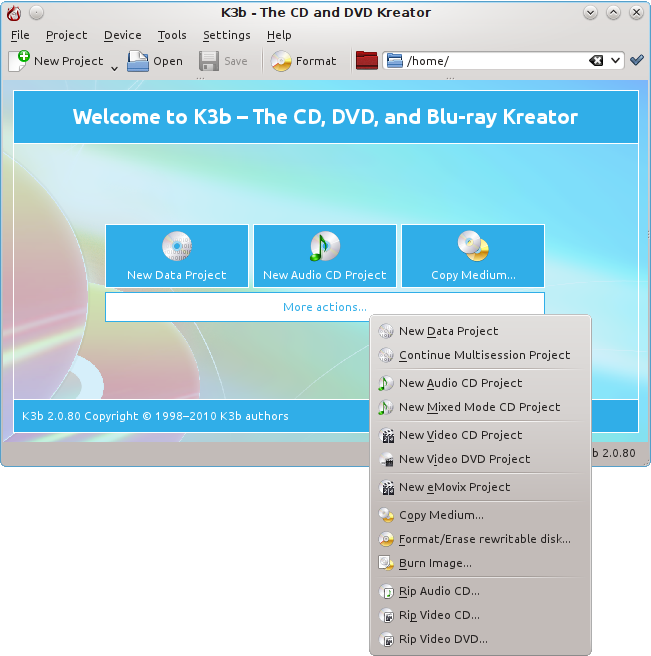 K3b - The CD and DVD Kreator
File Project Device Tools Settings Help
New Project Open Save Format /home/
Welcome to K3b – The CD, DVD, and Blu-ray Kreator
New Data Project New Audio CD Project Copy Medium...
More actions...
New Data Project
Continue Multisession Project
New Audio CD Project
New Mixed Mode CD Project
K3b 2.0.80 Copyright © 1998–2010 K3b authors
New Video CD Project
b 2.0.80
New Video DVD Project
New eMovix Project
Copy Medium...
Format/Erase rewritable disk...
Burn Image...
Rip Audio CD...
Rip Video CD...
Rip Video DVD...